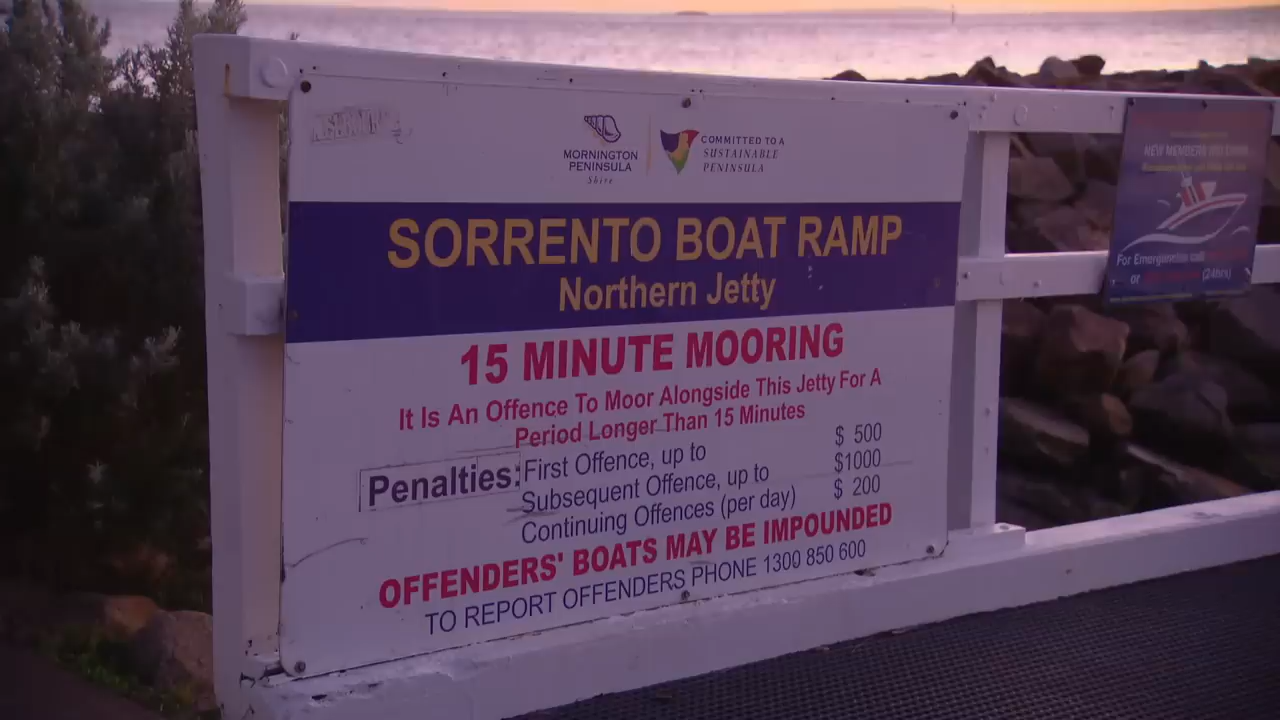 MORNINGTON
PENINSULA
Shire
COMMITTED TO A
SUSTAINABLE
PENINSULA
SORRENTO BOAT RAMP
Northern Jetty
15 MINUTE MOORING
It Is An Offence To Moor Alongside This Jetty For A
Period Longer Than 15 Minutes
Penalties: First Offence, up to $ 500
Subsequent Offence, up to $1000
Continuing Offences (per day) $ 200
OFFENDERS' BOATS MAY BE IMPOUNDED
TO REPORT OFFENDERS PHONE 1300 850 600
NEW MEMBERS
For Emergencies call
or
(24hrs)